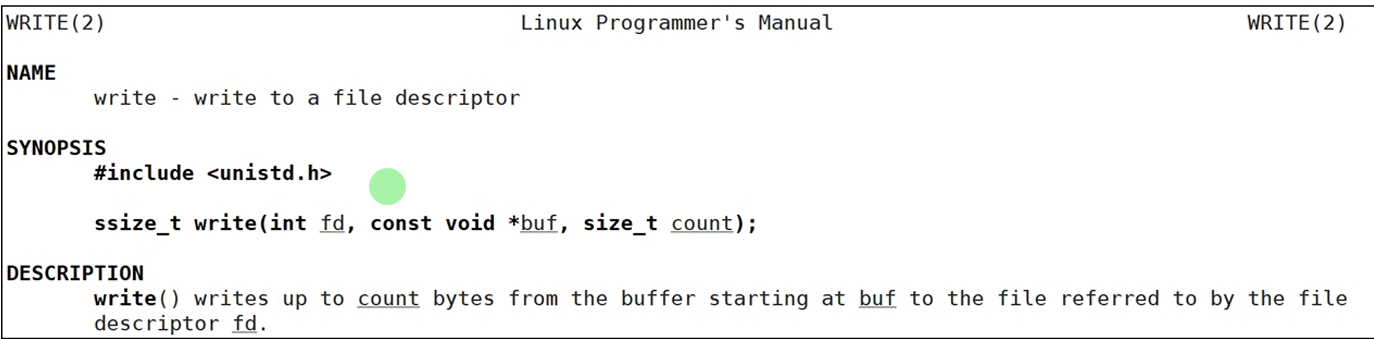 WRITE(2) Linux Programmer's Manual WRITE(2)
NAME
write - write to a file descriptor
SYNOPSIS
#include <unistd.h>
ssize_t write(int fd, const void *buf, size_t count);
DESCRIPTION
write() writes up to count bytes from the buffer starting at buf to the file referred to by the file
descriptor fd.